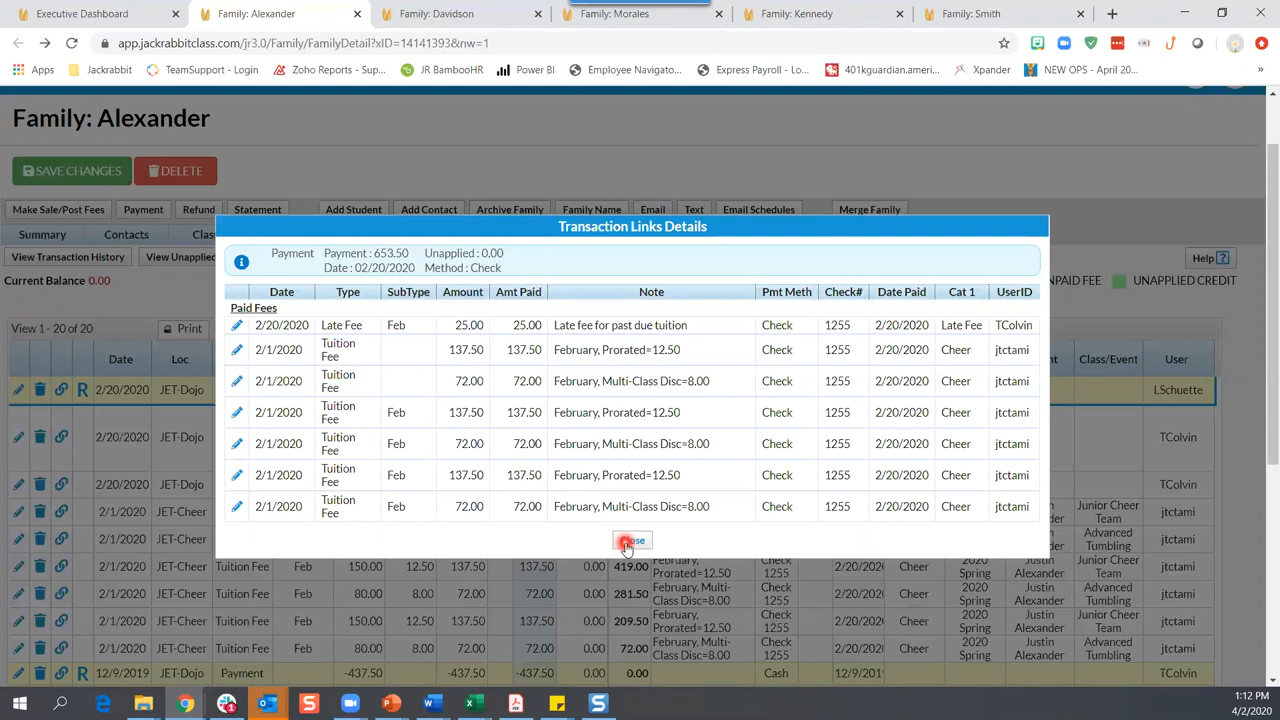 Executive Dashboard
Family: Alexander
Family: Davidson
Family: Morales
Family: Kennedy
Family: Smith
app.jackrabbitclass.com/jr3.0/Family/FamilyDetail?xID=14141393&nw=1
Apps
Jackrabbit
TeamSupport - Login
Zoho Reports - Sup...
JR BambooHR
Power BI
Employee Navigato...
Express Payroll - Lo...
401kguardian.ameri...
Xpander
NEW OPS - April 20...
Family: Alexander
SAVE CHANGES
DELETE
Make Sale/Post Fees
Payment
Refund
Statement
Add Student
Add Contact
Archive Family
Family Name
Email
Text
Email Schedules
Merge Family
Summary
Contacts
Clas
View Transaction History
View Unapplie
Help
Current Balance 0.00
NPAID FEE
UNAPPLIED CREDIT
Transaction Links Details
Payment Payment : 653.50 Unapplied : 0.00
Date : 02/20/2020 Method : Check
Date Type SubType Amount Amt Paid Note Pmt Meth Check# Date Paid Cat 1 UserID
Paid Fees
2/20/2020 Late Fee Feb 25.00 25.00 Late fee for past due tuition Check 1255 2/20/2020 Late Fee TColvin
2/1/2020 Tuition Fee 137.50 137.50 February, Prorated=12.50 Check 1255 2/20/2020 Cheer jtctami
2/1/2020 Tuition Fee 72.00 72.00 February, Multi-Class Disc=8.00 Check 1255 2/20/2020 Cheer jtctami
2/1/2020 Tuition Fee Feb 137.50 137.50 February, Prorated=12.50 Check 1255 2/20/2020 Cheer jtctami
2/1/2020 Tuition Fee Feb 72.00 72.00 February, Multi-Class Disc=8.00 Check 1255 2/20/2020 Cheer jtctami
2/1/2020 Tuition Fee Feb 137.50 137.50 February, Prorated=12.50 Check 1255 2/20/2020 Cheer jtctami
2/1/2020 Tuition Fee Feb 72.00 72.00 February, Multi-Class Disc=8.00 Check 1255 2/20/2020 Cheer jtctami
View 1 - 20 of 20
Print
Date Loc
nt Class/Event User
R 2/20/2020 JET-Dojo LSchuette
2/20/2020 JET-Dojo TColvin
2/20/2020 JET-Dojo TColvin
2/1/2020 JET-Cheer Junior Cheer Team jtctami
2/1/2020 JET-Cheer Advanced Tumbling jtctami
2/1/2020 JET-Cheer Tuition Fee Feb 150.00 12.50 137.50 137.50 0.00 419.00 February, Prorated=12.50 Check 1255 2/20/202 Cheer 2020 Spring Justin Alexander Junior Cheer Team jtctami
2/1/2020 JET-Cheer Tuition Fee Feb 80.00 8.00 72.00 72.00 0.00 281.50 February, Multi-Class Disc=8.00 Check 1255 2/20/202 Cheer 2020 Spring Justin Alexander Advanced Tumbling jtctami
2/1/2020 JET-Cheer Tuition Fee Feb 150.00 12.50 137.50 137.50 0.00 209.50 February, Prorated=12.50 Check 1255 2/20/202 Cheer 2020 Spring Justin Alexander Junior Cheer Team jtctami
2/1/2020 JET-Cheer Tuition Fee Feb 80.00 8.00 72.00 72.00 0.00 72.00 February, Multi-Class Disc=8.00 Check 1255 2/20/202 Cheer 2020 Spring Justin Alexander Advanced Tumbling jtctami
R 12/9/2019 JET-Dojo Payment -437.50 -437.50 0.00 0.00 Cash 12/9/201 TColvin
1:12 PM
4/2/2020